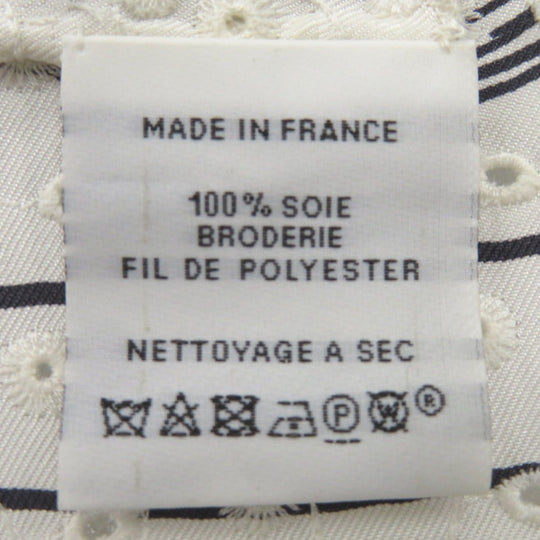 MADE IN FRANCE
100% SOIE
BRODERIE
FIL DE POLYESTER
NETTOYAGE A SEC
P W ®